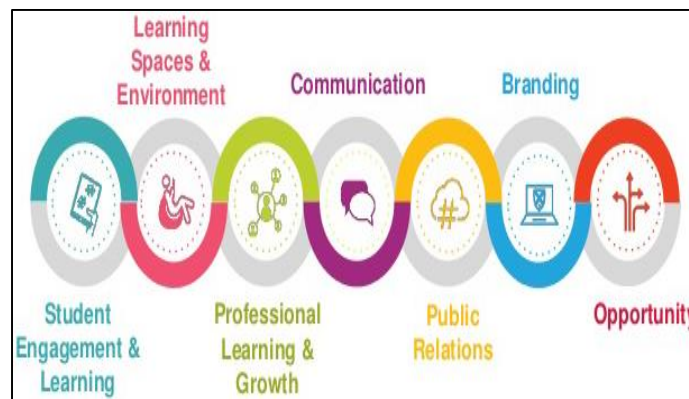 Learning
Spaces &
Environment
Communication
Branding
#
Student
Engagement &
Learning
Professional
Learning &
Growth
Public
Relations
Opportunity